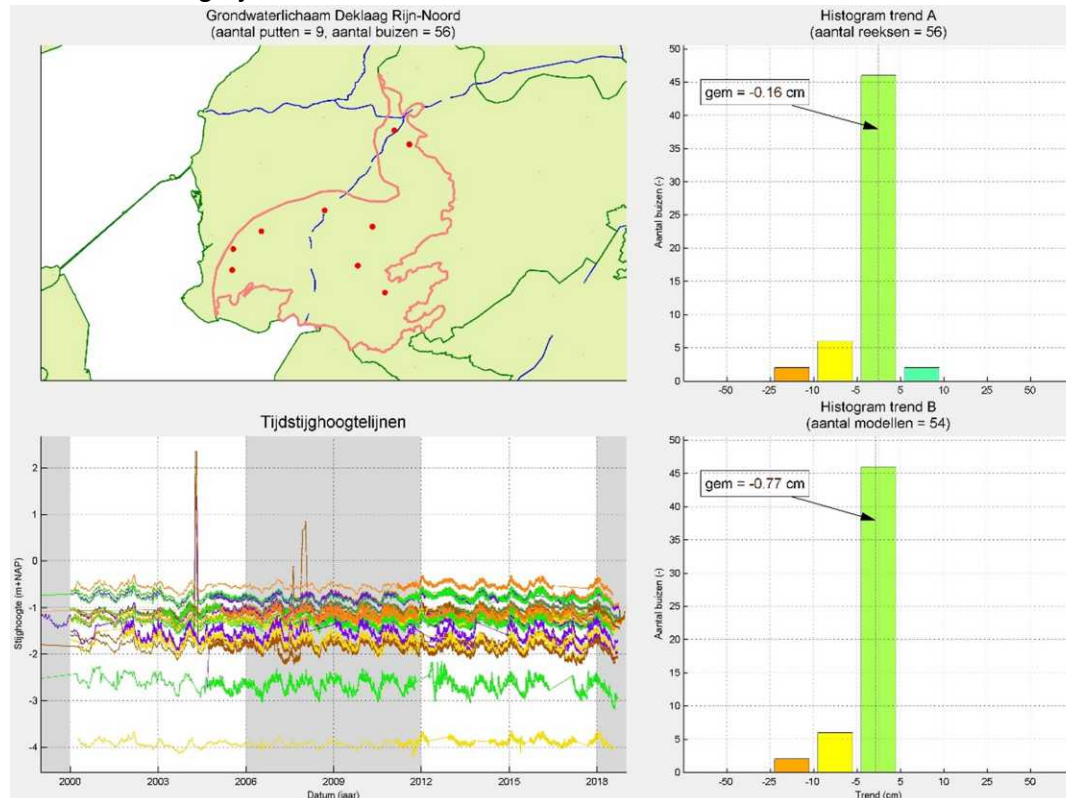 Grondwaterlichaam Deklaag Rijn-Noord
(aantal putten = 9, aantal buizen = 56)
Histogram trend A
(aantal reeksen = 56)
50
45
40
35
30
25
20
15
10
5
0
Aantal buizen (-)
gem = -0.16 cm
-50 -25 -10 -5 5 10 25 50
Tijdstijghoogtelijnen
2
1
0
-1
-2
-3
-4
Stijghoogte (m+NAP)
2000 2003 2006 2009 2012 2015 2018
Datum (jaar)
Histogram trend B
(aantal modellen = 54)
50
45
40
35
30
25
20
15
10
5
0
Aantal buizen (-)
gem = -0.77 cm
-50 -25 -10 -5 5 10 25 50
Trend (cm)